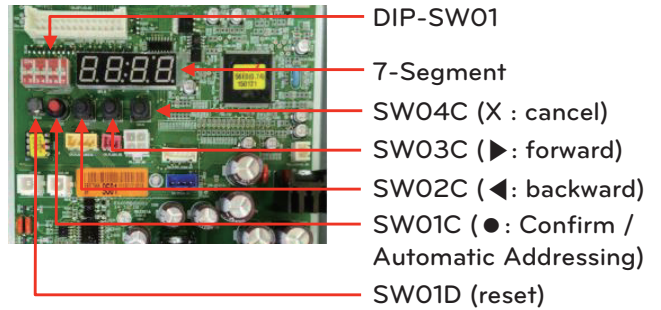 DIP-SW01
7-Segment
SW04C (X : cancel)
SW03C (▶: forward)
SW02C (◀: backward)
SW01C (●: Confirm /
Automatic Addressing)
SW01D (reset)